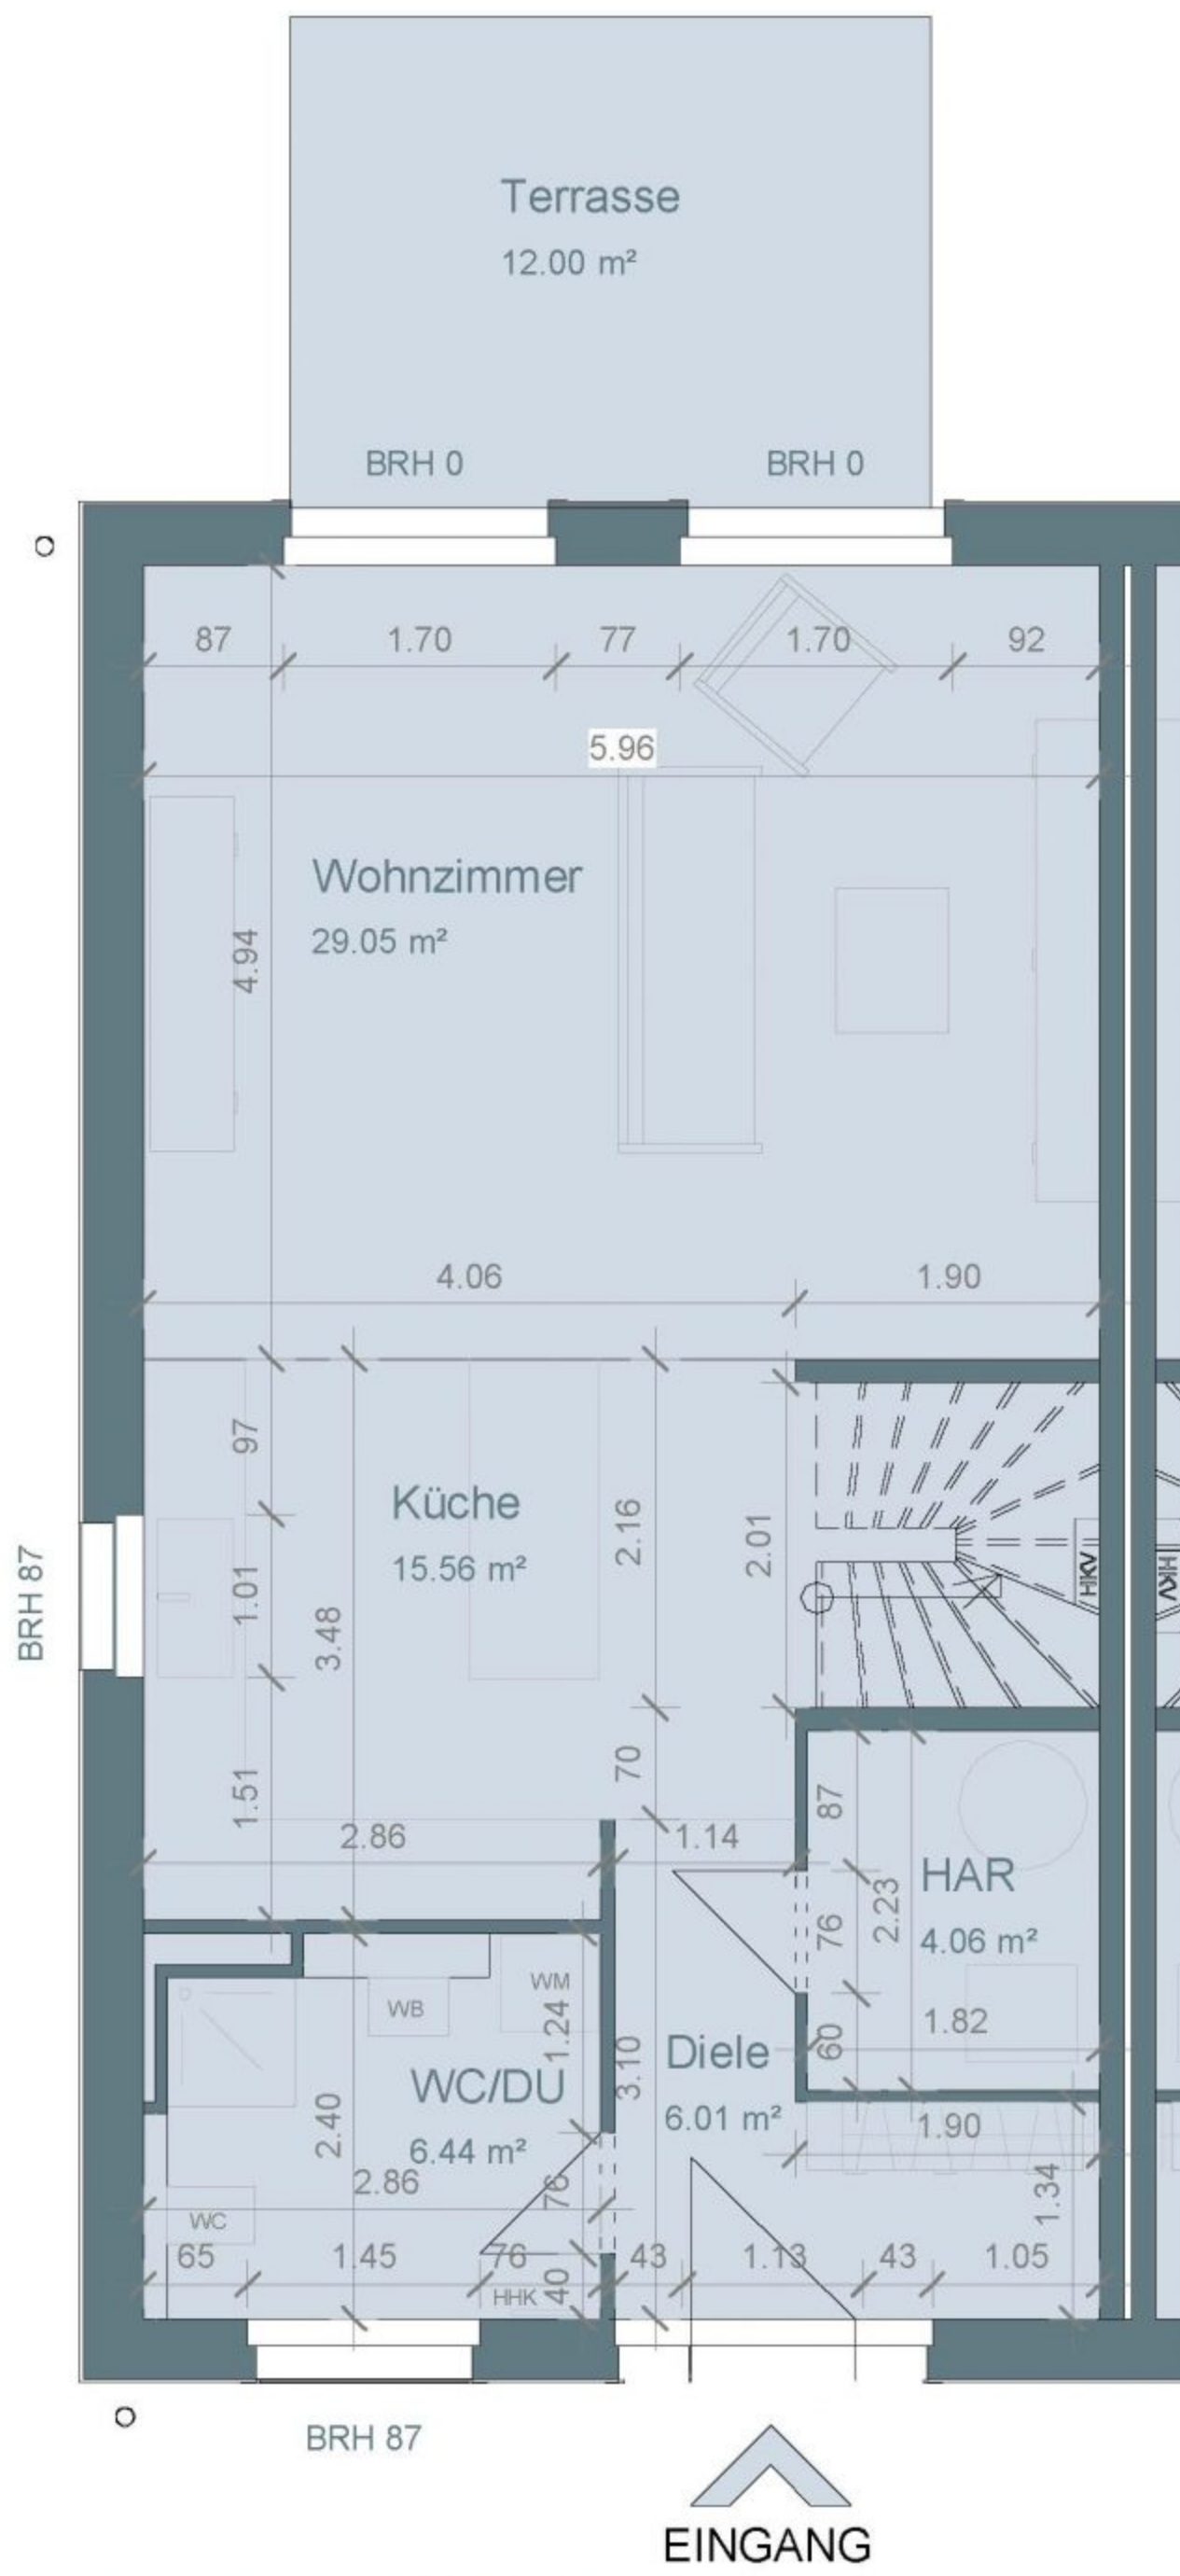 Terrasse
12.00 m²
BRH 0
BRH 0
87
1.70
77
1.70
92
5.96
Wohnzimmer
29.05 m²
4.94
4.06
1.90
97
Küche
15.56 m²
2.16
2.01
HKV
HKV
BRH 87
1.01
3.48
70
1.51
87
2.86
1.14
HAR
4.06 m²
2.23
76
WM
WB
1.24
1.82
60
Diele
6.01 m²
3.10
WC/DU
6.44 m²
2.40
1.90
2.86
76
1.34
WC
65
1.45
76
43
1.13
43
1.05
HHK
40
BRH 87
EINGANG